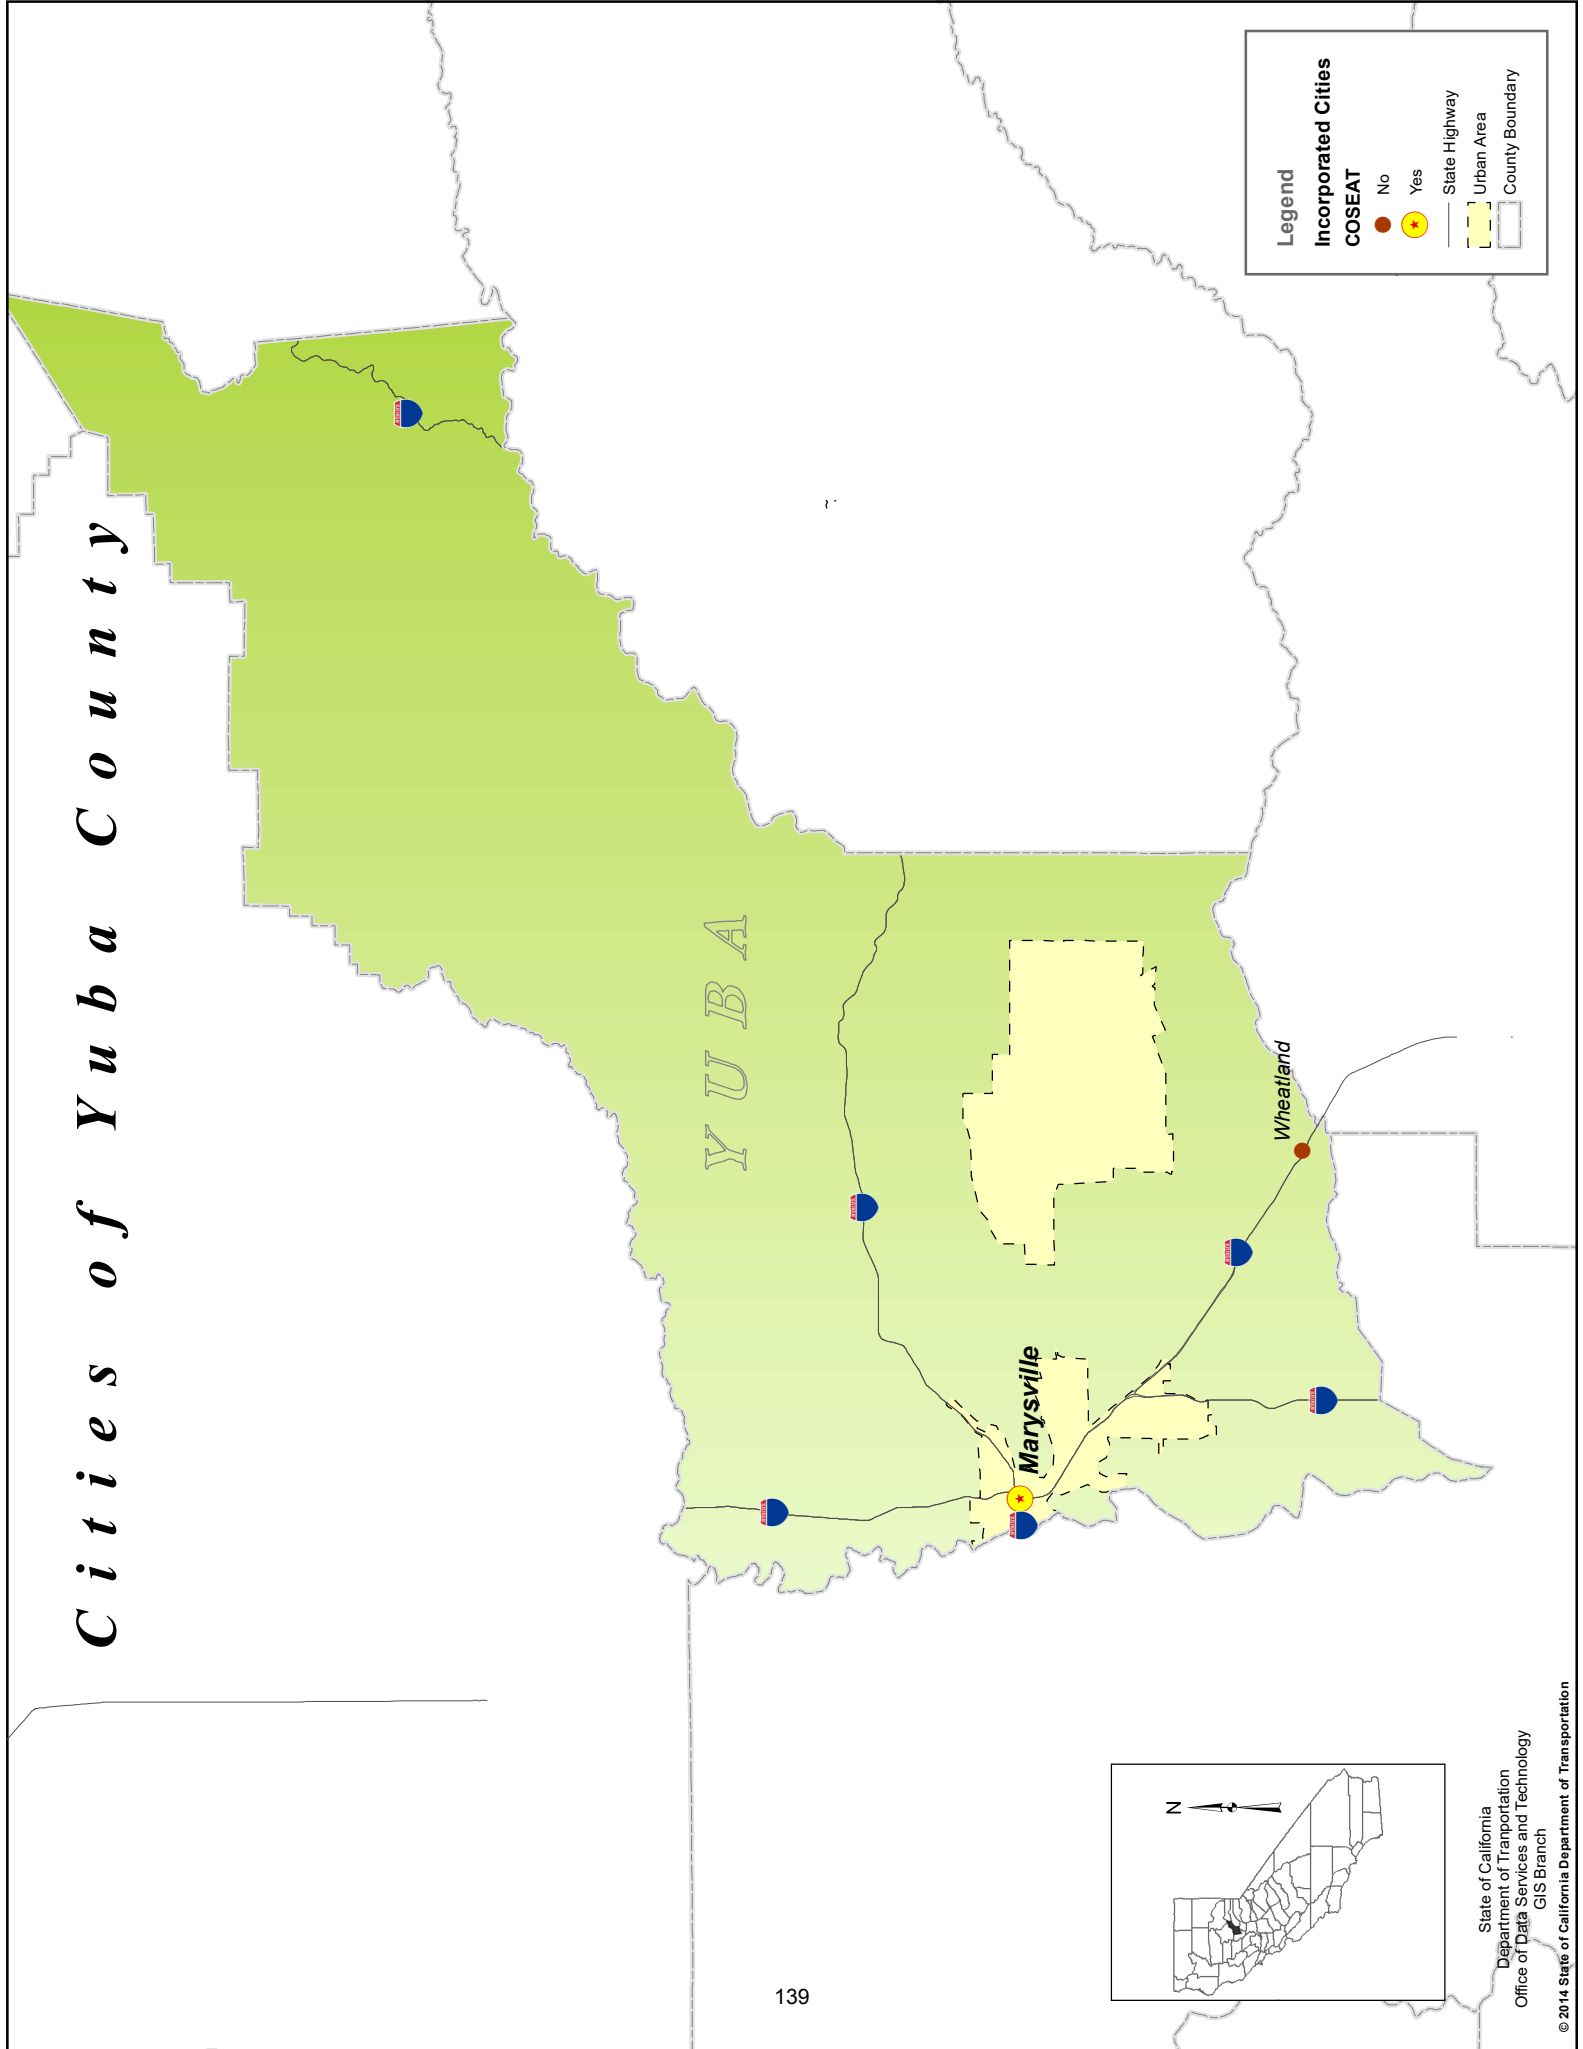 Cities of Yuba County
YUBA
Marysville
Wheatland
Legend
Incorporated Cities
COSEAT
No
Yes
State Highway
Urban Area
County Boundary
N
State of California
Department of Tranportation
Office of Data Services and Technology
GIS Branch
© 2014 State of California Department of Transportation
139